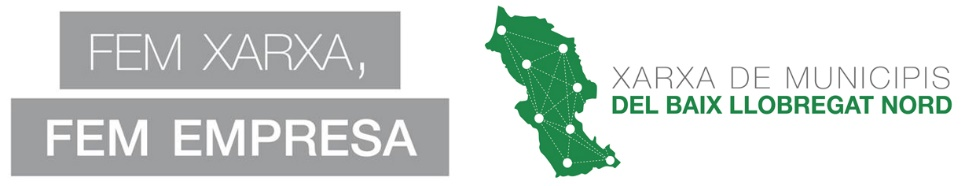 FEM XARXA,
FEM EMPRESA
XARXA DE MUNICIPIS
DEL BAIX LLOBREGAT NORD